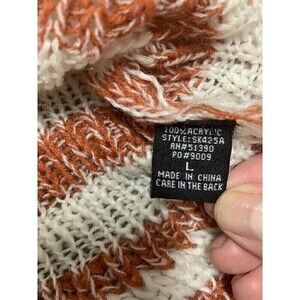 100% ACRYLIC
STYLE:SK425A
RN#51390
PO#9009
L
MADE IN CHINA
CARE IN THE BACK